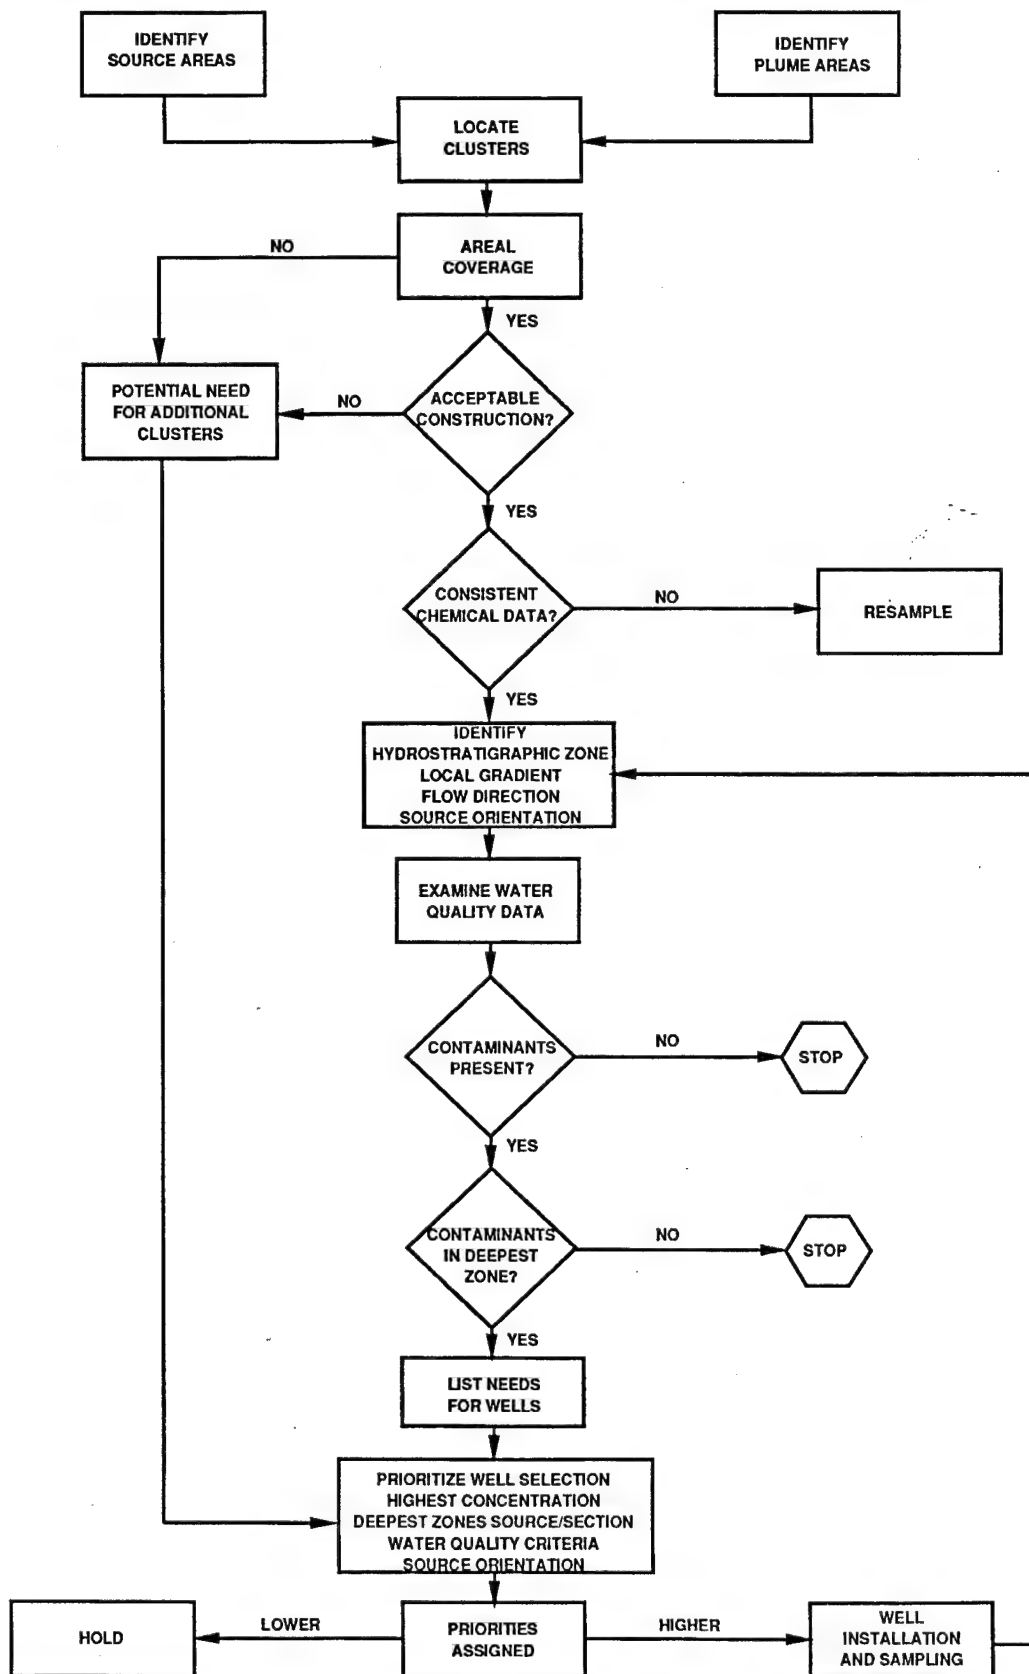 IDENTIFY
SOURCE AREAS
IDENTIFY
PLUME AREAS
LOCATE
CLUSTERS
NO
AREAL
COVERAGE
YES
POTENTIAL NEED
FOR ADDITIONAL
CLUSTERS
NO
ACCEPTABLE
CONSTRUCTION?
YES
CONSISTENT
CHEMICAL DATA?
NO
RESAMPLE
YES
IDENTIFY
HYDROSTRATIGRAPHIC ZONE
LOCAL GRADIENT
FLOW DIRECTION
SOURCE ORIENTATION
EXAMINE WATER
QUALITY DATA
CONTAMINANTS
PRESENT?
NO
STOP
YES
CONTAMINANTS
IN DEEPEST
ZONE?
NO
STOP
YES
LIST NEEDS
FOR WELLS
PRIORITIZE WELL SELECTION
HIGHEST CONCENTRATION
DEEPEST ZONES SOURCE/SECTION
WATER QUALITY CRITERIA
SOURCE ORIENTATION
HOLD
LOWER
PRIORITIES
ASSIGNED
HIGHER
WELL
INSTALLATION
AND SAMPLING